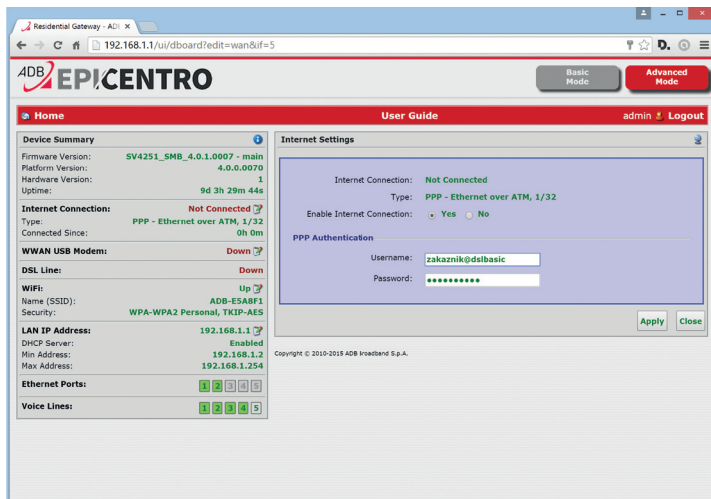 Residential Gateway - ADI
192.168.1.1/ui/dboard?edit=wan&if=5
ADB EPICENTRO
Basic Mode
Advanced Mode
Home
User Guide
admin Logout
Device Summary
Firmware Version: SV4251_SMB_4.0.1.0007 - main
Platform Version: 4.0.0.0070
Hardware Version: 1
Uptime: 9d 3h 29m 44s
Internet Connection: Not Connected
Type: PPP - Ethernet over ATM, 1/32
Connected Since: 0h 0m
WWAN USB Modem: Down
DSL Line: Down
WiFi: Up
Name (SSID): ADB-E5A8F1
Security: WPA-WPA2 Personal, TKIP-AES
LAN IP Address: 192.168.1.1
DHCP Server: Enabled
Min Address: 192.168.1.2
Max Address: 192.168.1.254
Ethernet Ports: 1 2 3 4 5
Voice Lines: 1 2 3 4 5
Internet Settings
Internet Connection: Not Connected
Type: PPP - Ethernet over ATM, 1/32
Enable Internet Connection: Yes No
PPP Authentication
Username: zakaznik@dslbasic
Password: ••••••••••
Apply Close
Copyright © 2010-2015 ADB Broadband S.p.A.